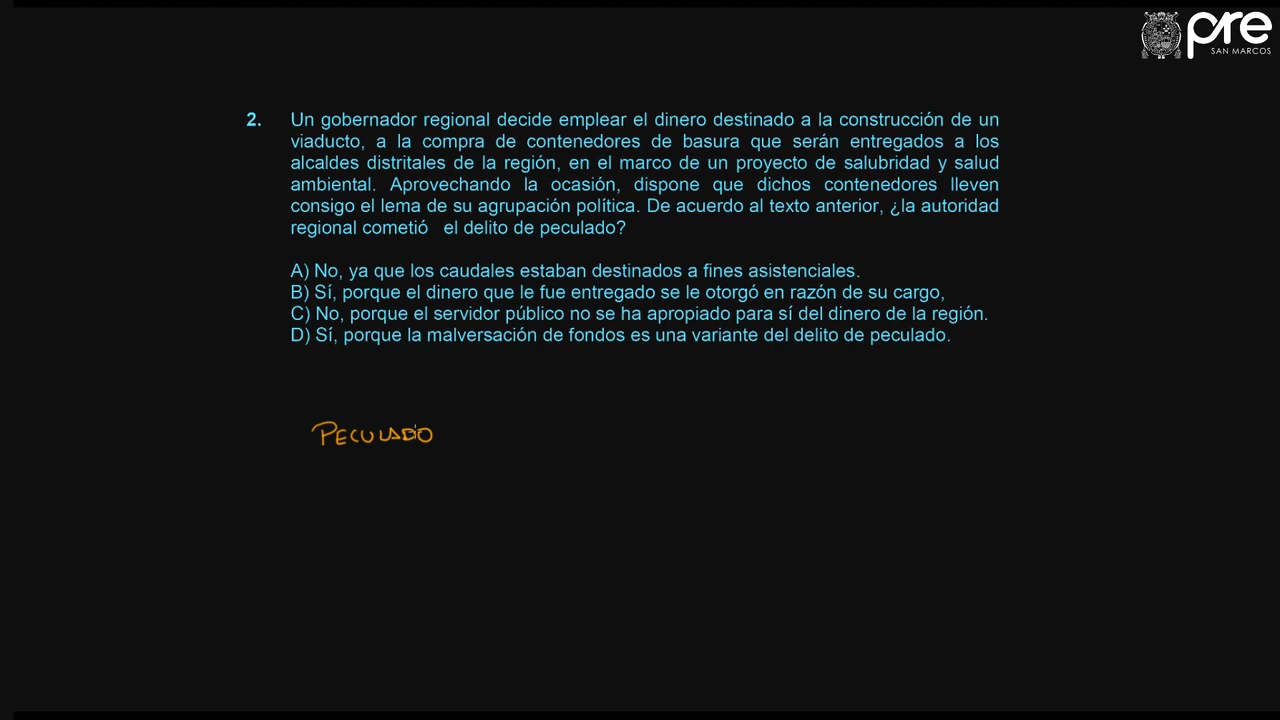 pre
SAN MARCOS
2. Un gobernador regional decide emplear el dinero destinado a la construcción de un
viaducto, a la compra de contenedores de basura que serán entregados a los
alcaldes distritales de la región, en el marco de un proyecto de salubridad y salud
ambiental. Aprovechando la ocasión, dispone que dichos contenedores lleven
consigo el lema de su agrupación política. De acuerdo al texto anterior, ¿la autoridad
regional cometió el delito de peculado?
A) No, ya que los caudales estaban destinados a fines asistenciales.
B) Sí, porque el dinero que le fue entregado se le otorgó en razón de su cargo,
C) No, porque el servidor público no se ha apropiado para sí del dinero de la región.
D) Sí, porque la malversación de fondos es una variante del delito de peculado.
PECULADO